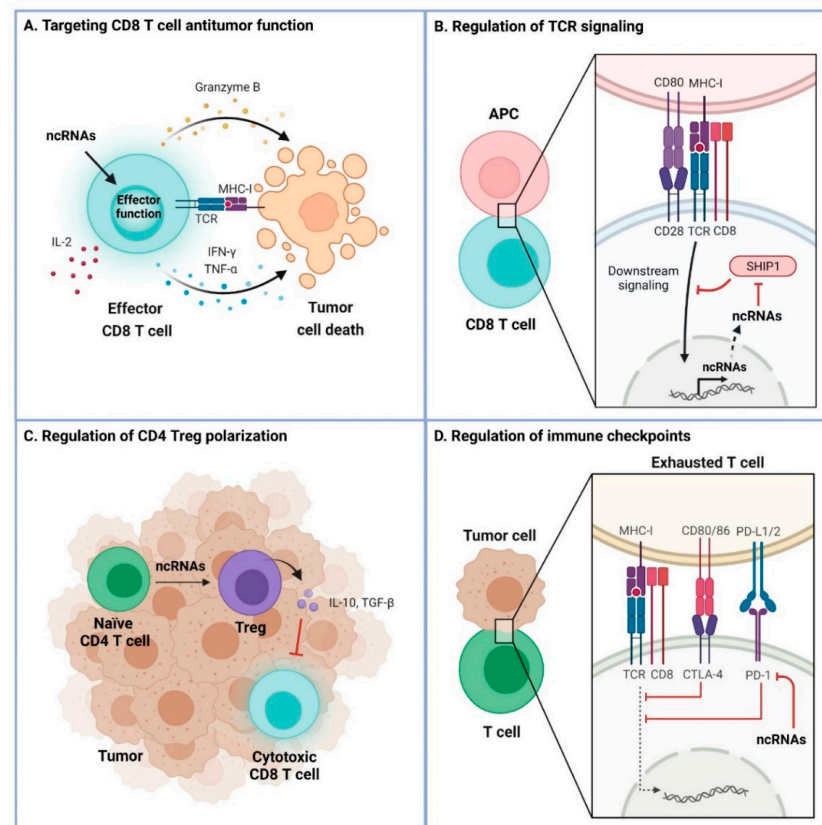 A. Targeting CD8 T cell antitumor function
Granzyme B
ncRNAs
Effector
function
MHC-I
TCR
IL-2
IFN-γ
TNF-α
Effector
CD8 T cell
Tumor
cell death
B. Regulation of TCR signaling
APC
CD8 T cell
CD80 MHC-I
CD28 TCR CD8
Downstream
signaling
SHIP1
ncRNAs
ncRNAs
C. Regulation of CD4 Treg polarization
ncRNAs
Naïve
CD4 T cell
Treg
IL-10, TGF-β
Tumor
Cytotoxic
CD8 T cell
D. Regulation of immune checkpoints
Exhausted T cell
Tumor cell
T cell
MHC-I CD80/86 PD-L1/2
TCR CD8 CTLA-4 PD-1
ncRNAs